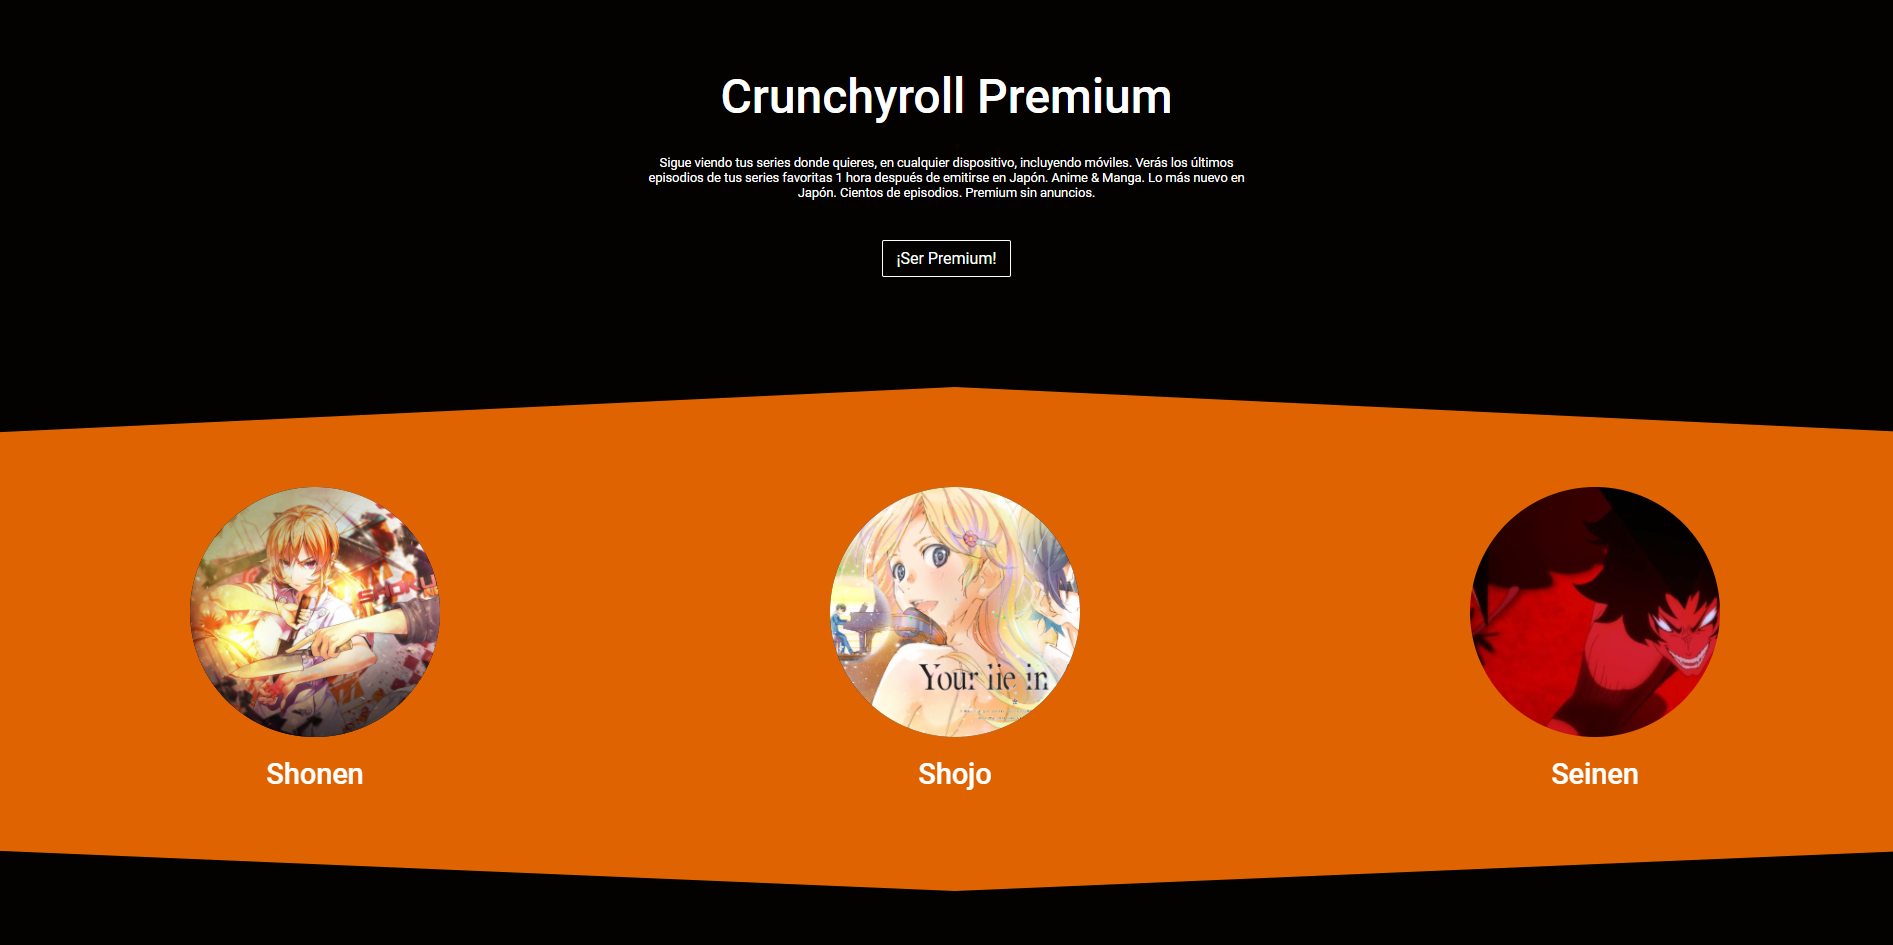 Crunchyroll Premium
Sigue viendo tus series donde quieres, en cualquier dispositivo, incluyendo móviles. Verás los últimos
episodios de tus series favoritas 1 hora después de emitirse en Japón. Anime & Manga. Lo más nuevo en
Japón. Cientos de episodios. Premium sin anuncios.
¡Ser Premium!
SHOKU
Your lie in
Shonen
Shojo
Seinen